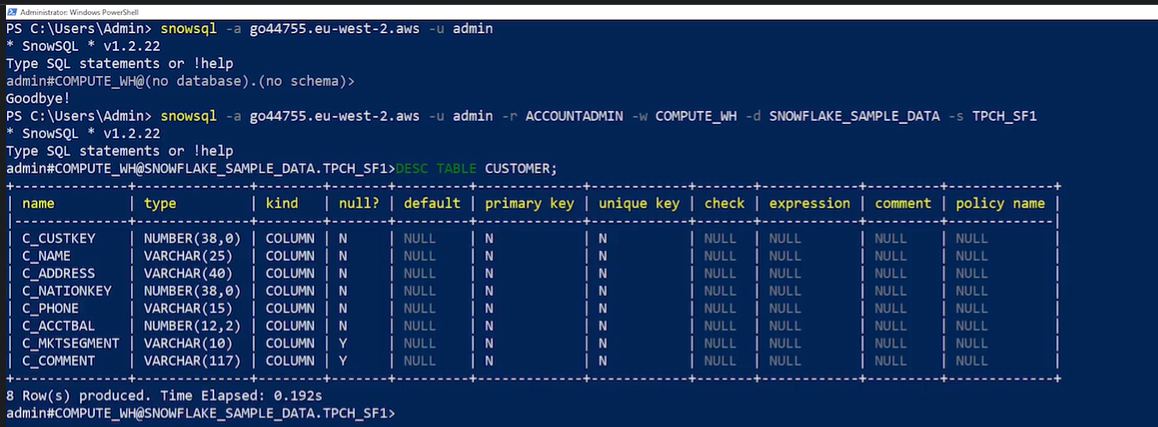 Administrator: Windows PowerShell
PS C:\Users\Admin> snowsql -a go44755.eu-west-2.aws -u admin
* SnowSQL * v1.2.22
Type SQL statements or !help
admin#COMPUTE_WH@(no database).(no schema)>
Goodbye!
PS C:\Users\Admin> snowsql -a go44755.eu-west-2.aws -u admin -r ACCOUNTADMIN -w COMPUTE_WH -d SNOWFLAKE_SAMPLE_DATA -s TPCH_SF1
* SnowSQL * v1.2.22
Type SQL statements or !help
admin#COMPUTE_WH@SNOWFLAKE_SAMPLE_DATA.TPCH_SF1>DESC TABLE CUSTOMER;
+--------------+--------------+--------+-------+---------+-------------+------------+-------+------------+---------+-------------+
| name         | type         | kind   | null? | default | primary key | unique key | check | expression | comment | policy name |
|--------------+--------------+--------+-------+---------+-------------+------------+-------+------------+---------+-------------|
| C_CUSTKEY    | NUMBER(38,0) | COLUMN | N     | NULL    | N           | N          | NULL  | NULL       | NULL    | NULL        |
| C_NAME       | VARCHAR(25)  | COLUMN | N     | NULL    | N           | N          | NULL  | NULL       | NULL    | NULL        |
| C_ADDRESS    | VARCHAR(40)  | COLUMN | N     | NULL    | N           | N          | NULL  | NULL       | NULL    | NULL        |
| C_NATIONKEY  | NUMBER(38,0) | COLUMN | N     | NULL    | N           | N          | NULL  | NULL       | NULL    | NULL        |
| C_PHONE      | VARCHAR(15)  | COLUMN | N     | NULL    | N           | N          | NULL  | NULL       | NULL    | NULL        |
| C_ACCTBAL    | NUMBER(12,2) | COLUMN | N     | NULL    | N           | N          | NULL  | NULL       | NULL    | NULL        |
| C_MKTSEGMENT | VARCHAR(10)  | COLUMN | Y     | NULL    | N           | N          | NULL  | NULL       | NULL    | NULL        |
| C_COMMENT    | VARCHAR(117) | COLUMN | Y     | NULL    | N           | N          | NULL  | NULL       | NULL    | NULL        |
+--------------+--------------+--------+-------+---------+-------------+------------+-------+------------+---------+-------------+
8 Row(s) produced. Time Elapsed: 0.192s
admin#COMPUTE_WH@SNOWFLAKE_SAMPLE_DATA.TPCH_SF1>